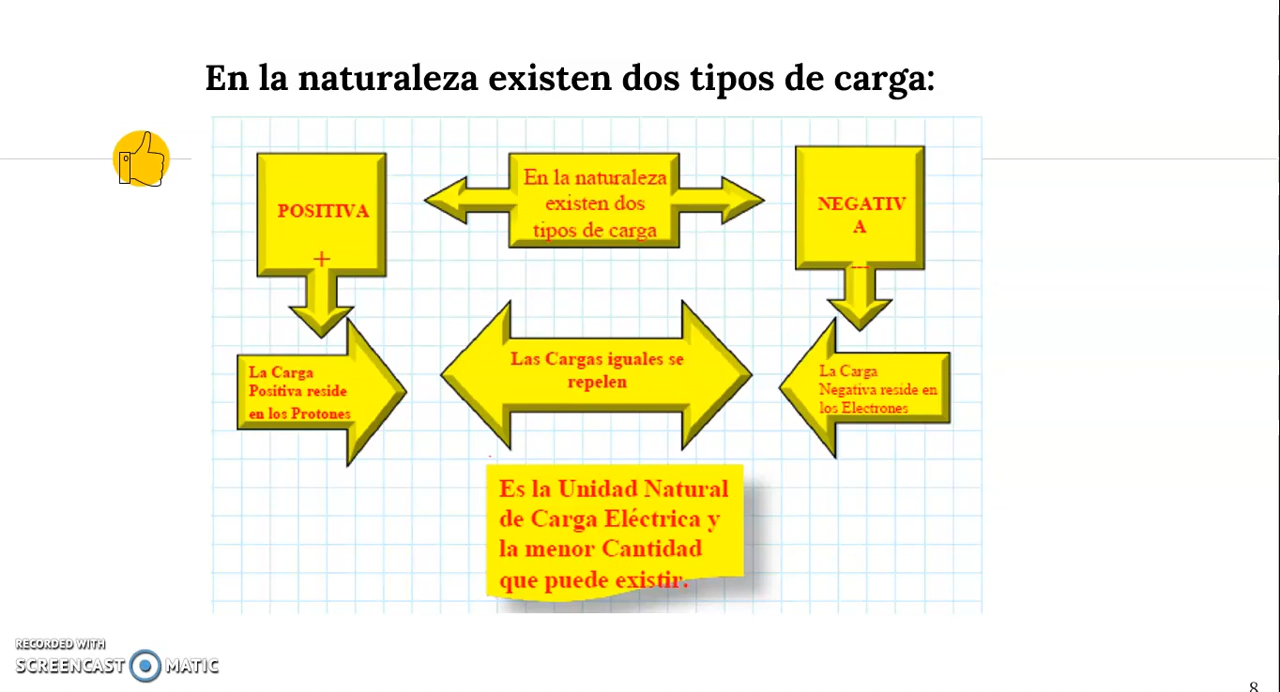 En la naturaleza existen dos tipos de carga:
POSITIVA
+
En la naturaleza
existen dos
tipos de carga
NEGATIV
A
_
La Carga
Positiva reside
en los Protones
Las Cargas iguales se
repelen
La Carga
Negativa reside en
los Electrones
Es la Unidad Natural
de Carga Eléctrica y
la menor Cantidad
que puede existir.
RECORDED WITH
SCREENCAST MATIC
8